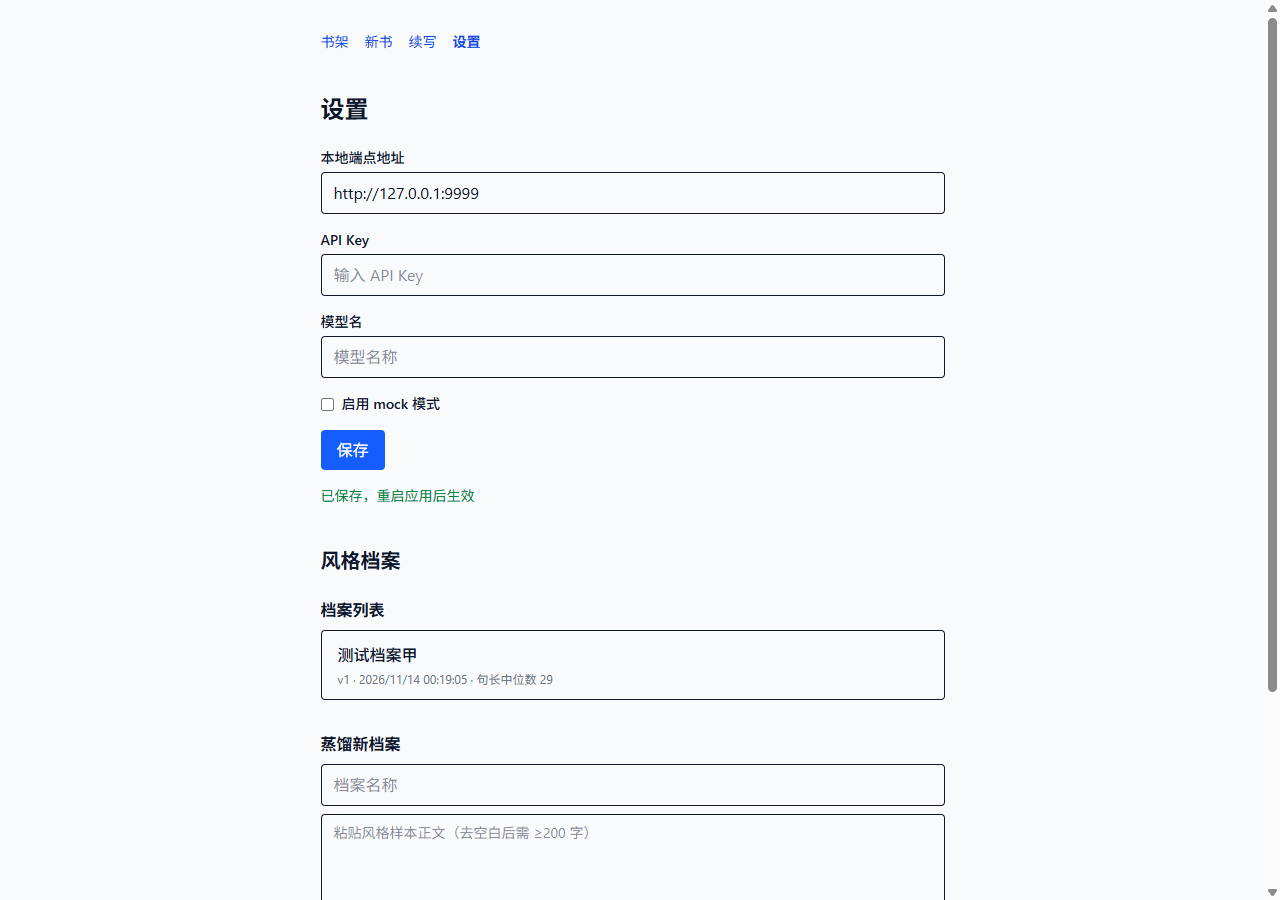 书架 新书 续写 设置
设置
本地端点地址
http://127.0.0.1:9999
API Key
输入 API Key
模型名
模型名称
启用 mock 模式
保存
已保存，重启应用后生效
风格档案
档案列表
测试档案甲
v1 · 2026/11/14 00:19:05 · 句长中位数 29
蒸馏新档案
档案名称
粘贴风格样本正文（去空白后需 ≥200 字）